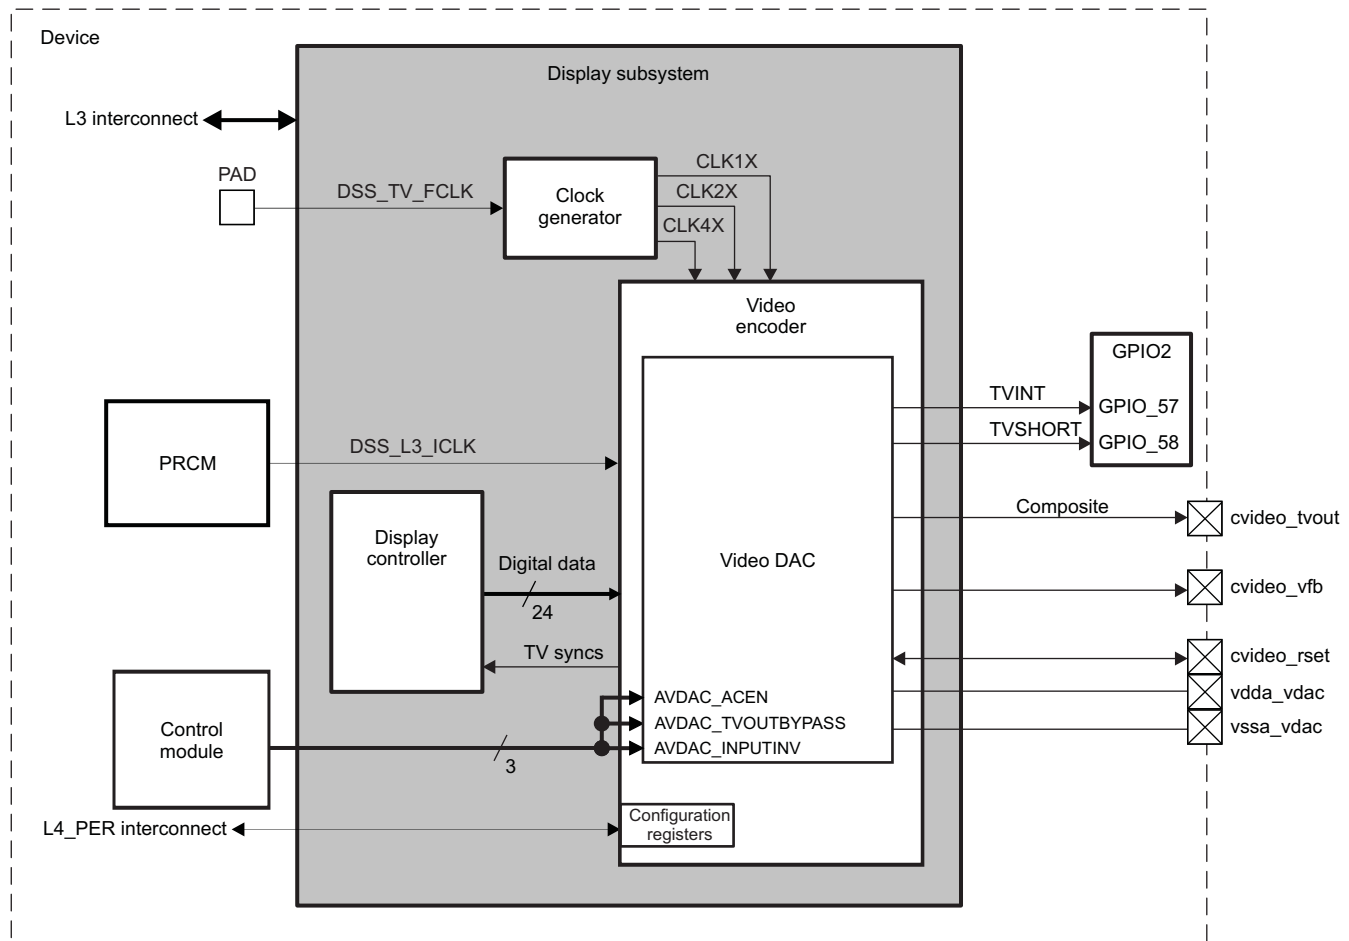 Device
Display subsystem
L3 interconnect
PAD
DSS_TV_FCLK
Clock
generator
CLK1X
CLK2X
CLK4X
Video
encoder
GPIO2
TVINT
GPIO_57
TVSHORT
GPIO_58
PRCM
DSS_L3_ICLK
Composite
cvideo_tvout
Display
controller
Digital data
24
Video DAC
cvideo_vfb
TV syncs
cvideo_rset
AVDAC_ACEN
vdda_vdac
AVDAC_TVOUTBYPASS
vssa_vdac
AVDAC_INPUTINV
Control
module
3
Configuration
registers
L4_PER interconnect